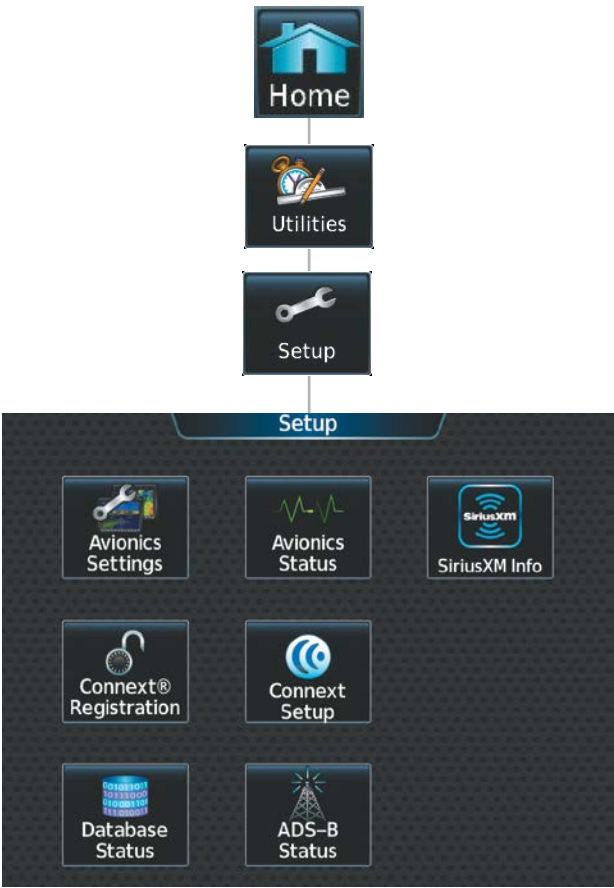 Home
Utilities
Setup
Setup
Avionics
Settings
Avionics
Status
SiriusXM
SiriusXM Info
Connext®
Registration
Connext
Setup
Database
Status
ADS-B
Status